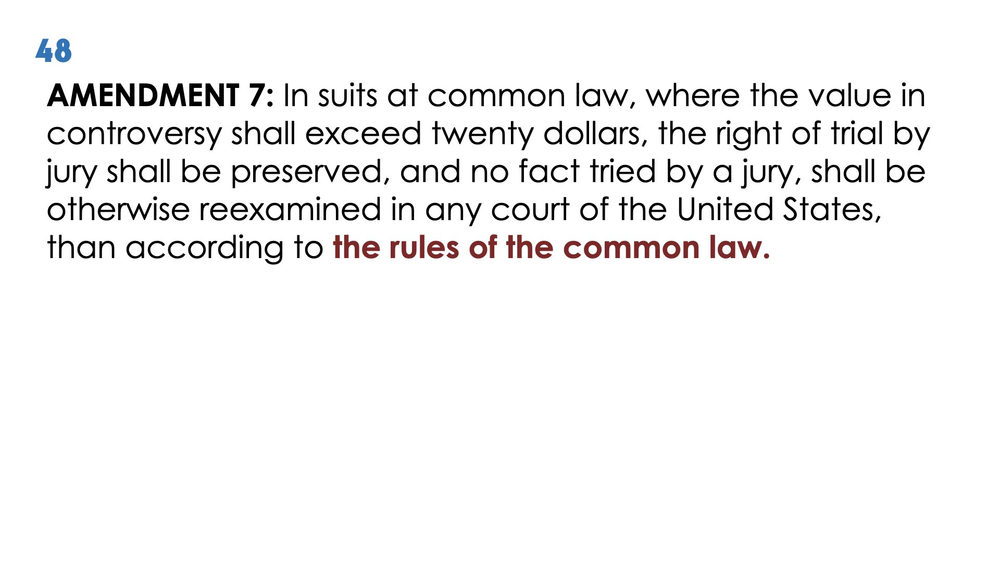 48
AMENDMENT 7: In suits at common law, where the value in
controversy shall exceed twenty dollars, the right of trial by
jury shall be preserved, and no fact tried by a jury, shall be
otherwise reexamined in any court of the United States,
than according to the rules of the common law.